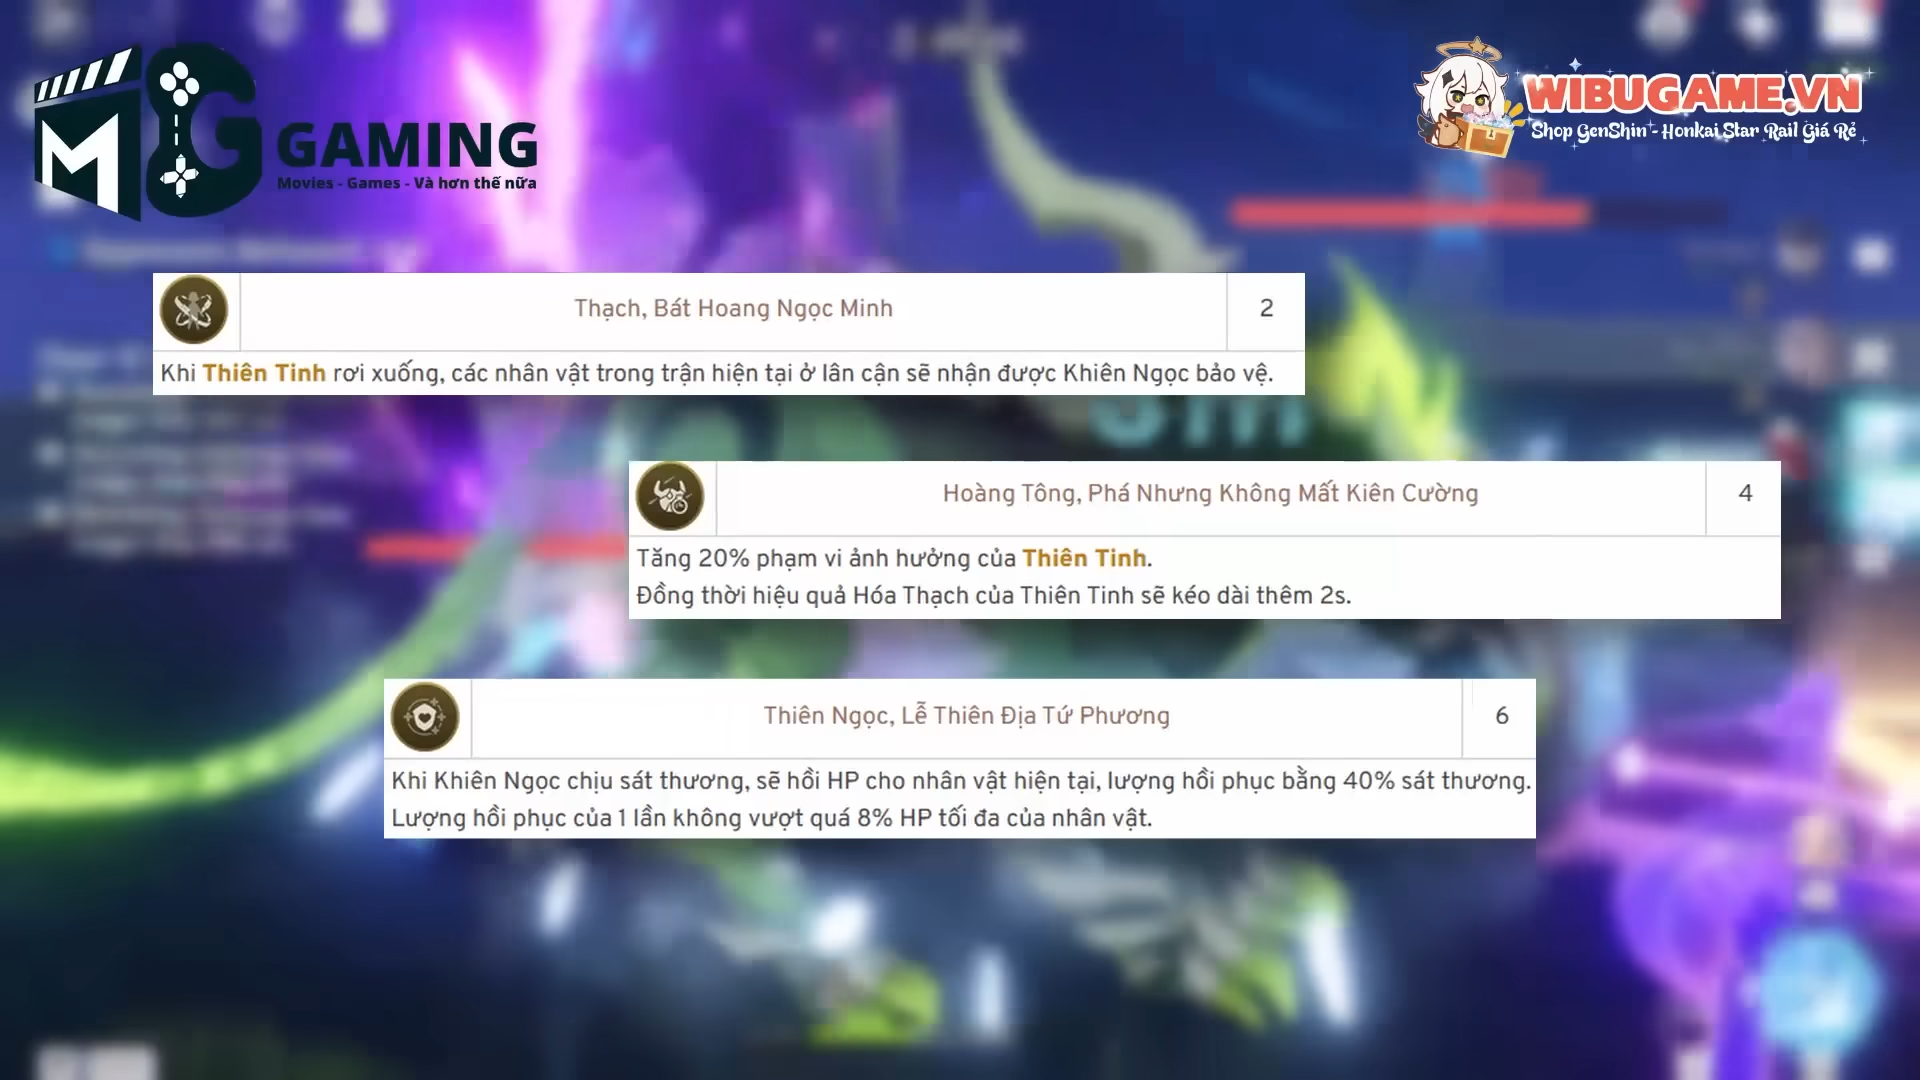 MG GAMING
Movies - Games - Và hơn thế nữa
WIBUGAME.VN
Shop GenShin - Honkai Star Rail Giá Rẻ
Thạch, Bát Hoang Ngọc Minh 2
Khi Thiên Tinh rơi xuống, các nhân vật trong trận hiện tại ở lân cận sẽ nhận được Khiên Ngọc bảo vệ.
Hoàng Tông, Phá Nhưng Không Mất Kiên Cường 4
Tăng 20% phạm vi ảnh hưởng của Thiên Tinh.
Đồng thời hiệu quả Hóa Thạch của Thiên Tinh sẽ kéo dài thêm 2s.
Thiên Ngọc, Lễ Thiên Địa Tứ Phương 6
Khi Khiên Ngọc chịu sát thương, sẽ hồi HP cho nhân vật hiện tại, lượng hồi phục bằng 40% sát thương.
Lượng hồi phục của 1 lần không vượt quá 8% HP tối đa của nhân vật.